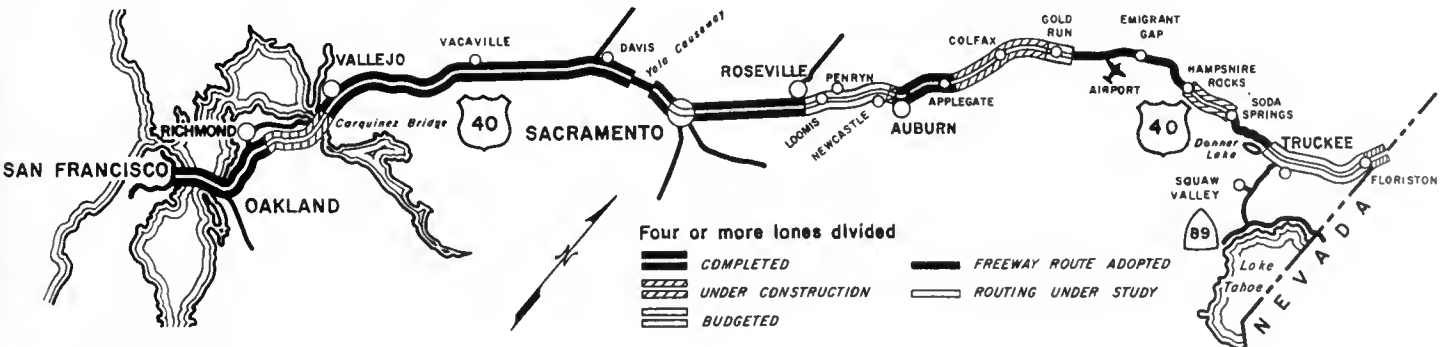 SAN FRANCISCO
RICHMOND
OAKLAND
VALLEJO
Carquinez Bridge
VACAVILLE
40
DAVIS
Yolo Causeway
SACRAMENTO
ROSEVILLE
LOOMIS
PENRYN
NEWCASTLE
AUBURN
APPLEGATE
COLFAX
GOLD
RUN
EMIGRANT
GAP
AIRPORT
HAMPSHIRE
ROCKS
40
SODA
SPRINGS
Donner
Lake
TRUCKEE
SQUAW
VALLEY
FLORISTON
89
Lake
Tahoe
NEVADA
N
Four or more lanes divided
COMPLETED
UNDER CONSTRUCTION
BUDGETED
FREEWAY ROUTE ADOPTED
ROUTING UNDER STUDY